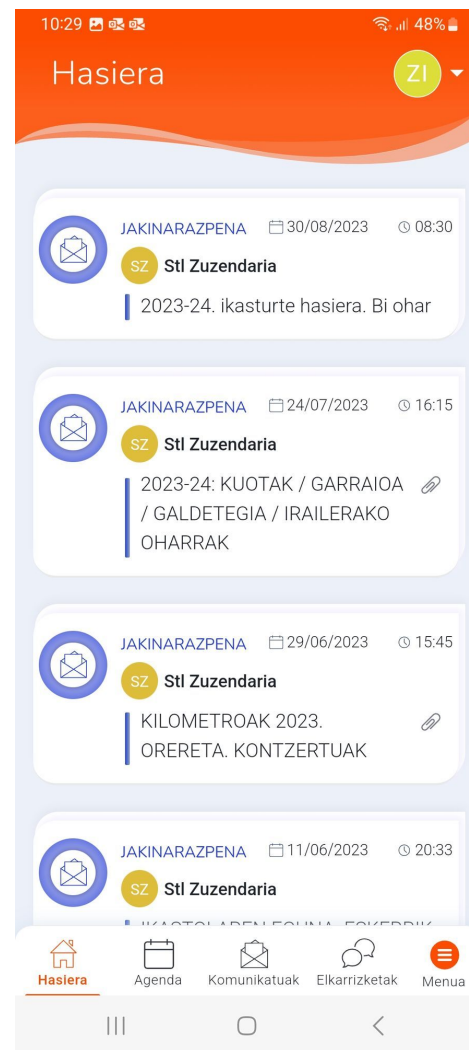 10:29 48%
Hasiera ZI
JAKINARAZPENA 30/08/2023 08:30
SZ Stl Zuzendaria
2023-24. ikasturte hasiera. Bi ohar
JAKINARAZPENA 24/07/2023 16:15
SZ Stl Zuzendaria
2023-24: KUOTAK / GARRAIOA
/ GALDETEGIA / IRAILERAKO
OHARRAK
JAKINARAZPENA 29/06/2023 15:45
SZ Stl Zuzendaria
KILOMETROAK 2023.
ORERETA. KONTZERTUAK
JAKINARAZPENA 11/06/2023 20:33
SZ Stl Zuzendaria
Hasiera Agenda Komunikatuak Elkarrizketak Menua